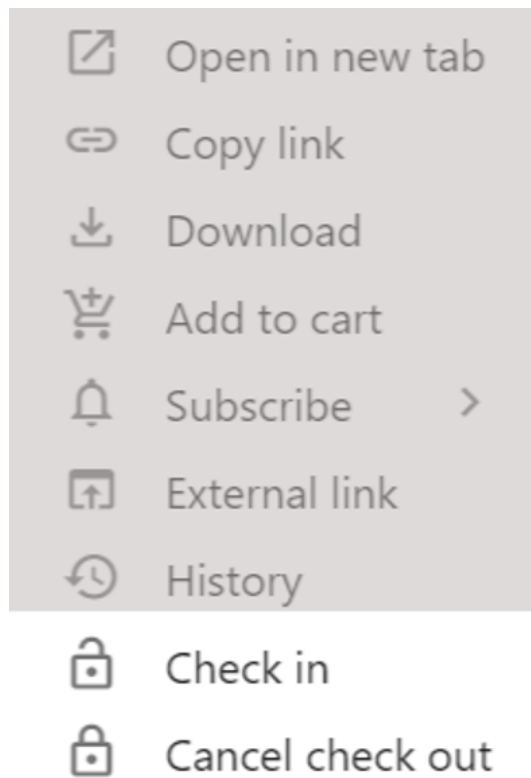 Open in new tab
Copy link
Download
Add to cart
Subscribe
External link
History
Check in
Cancel check out